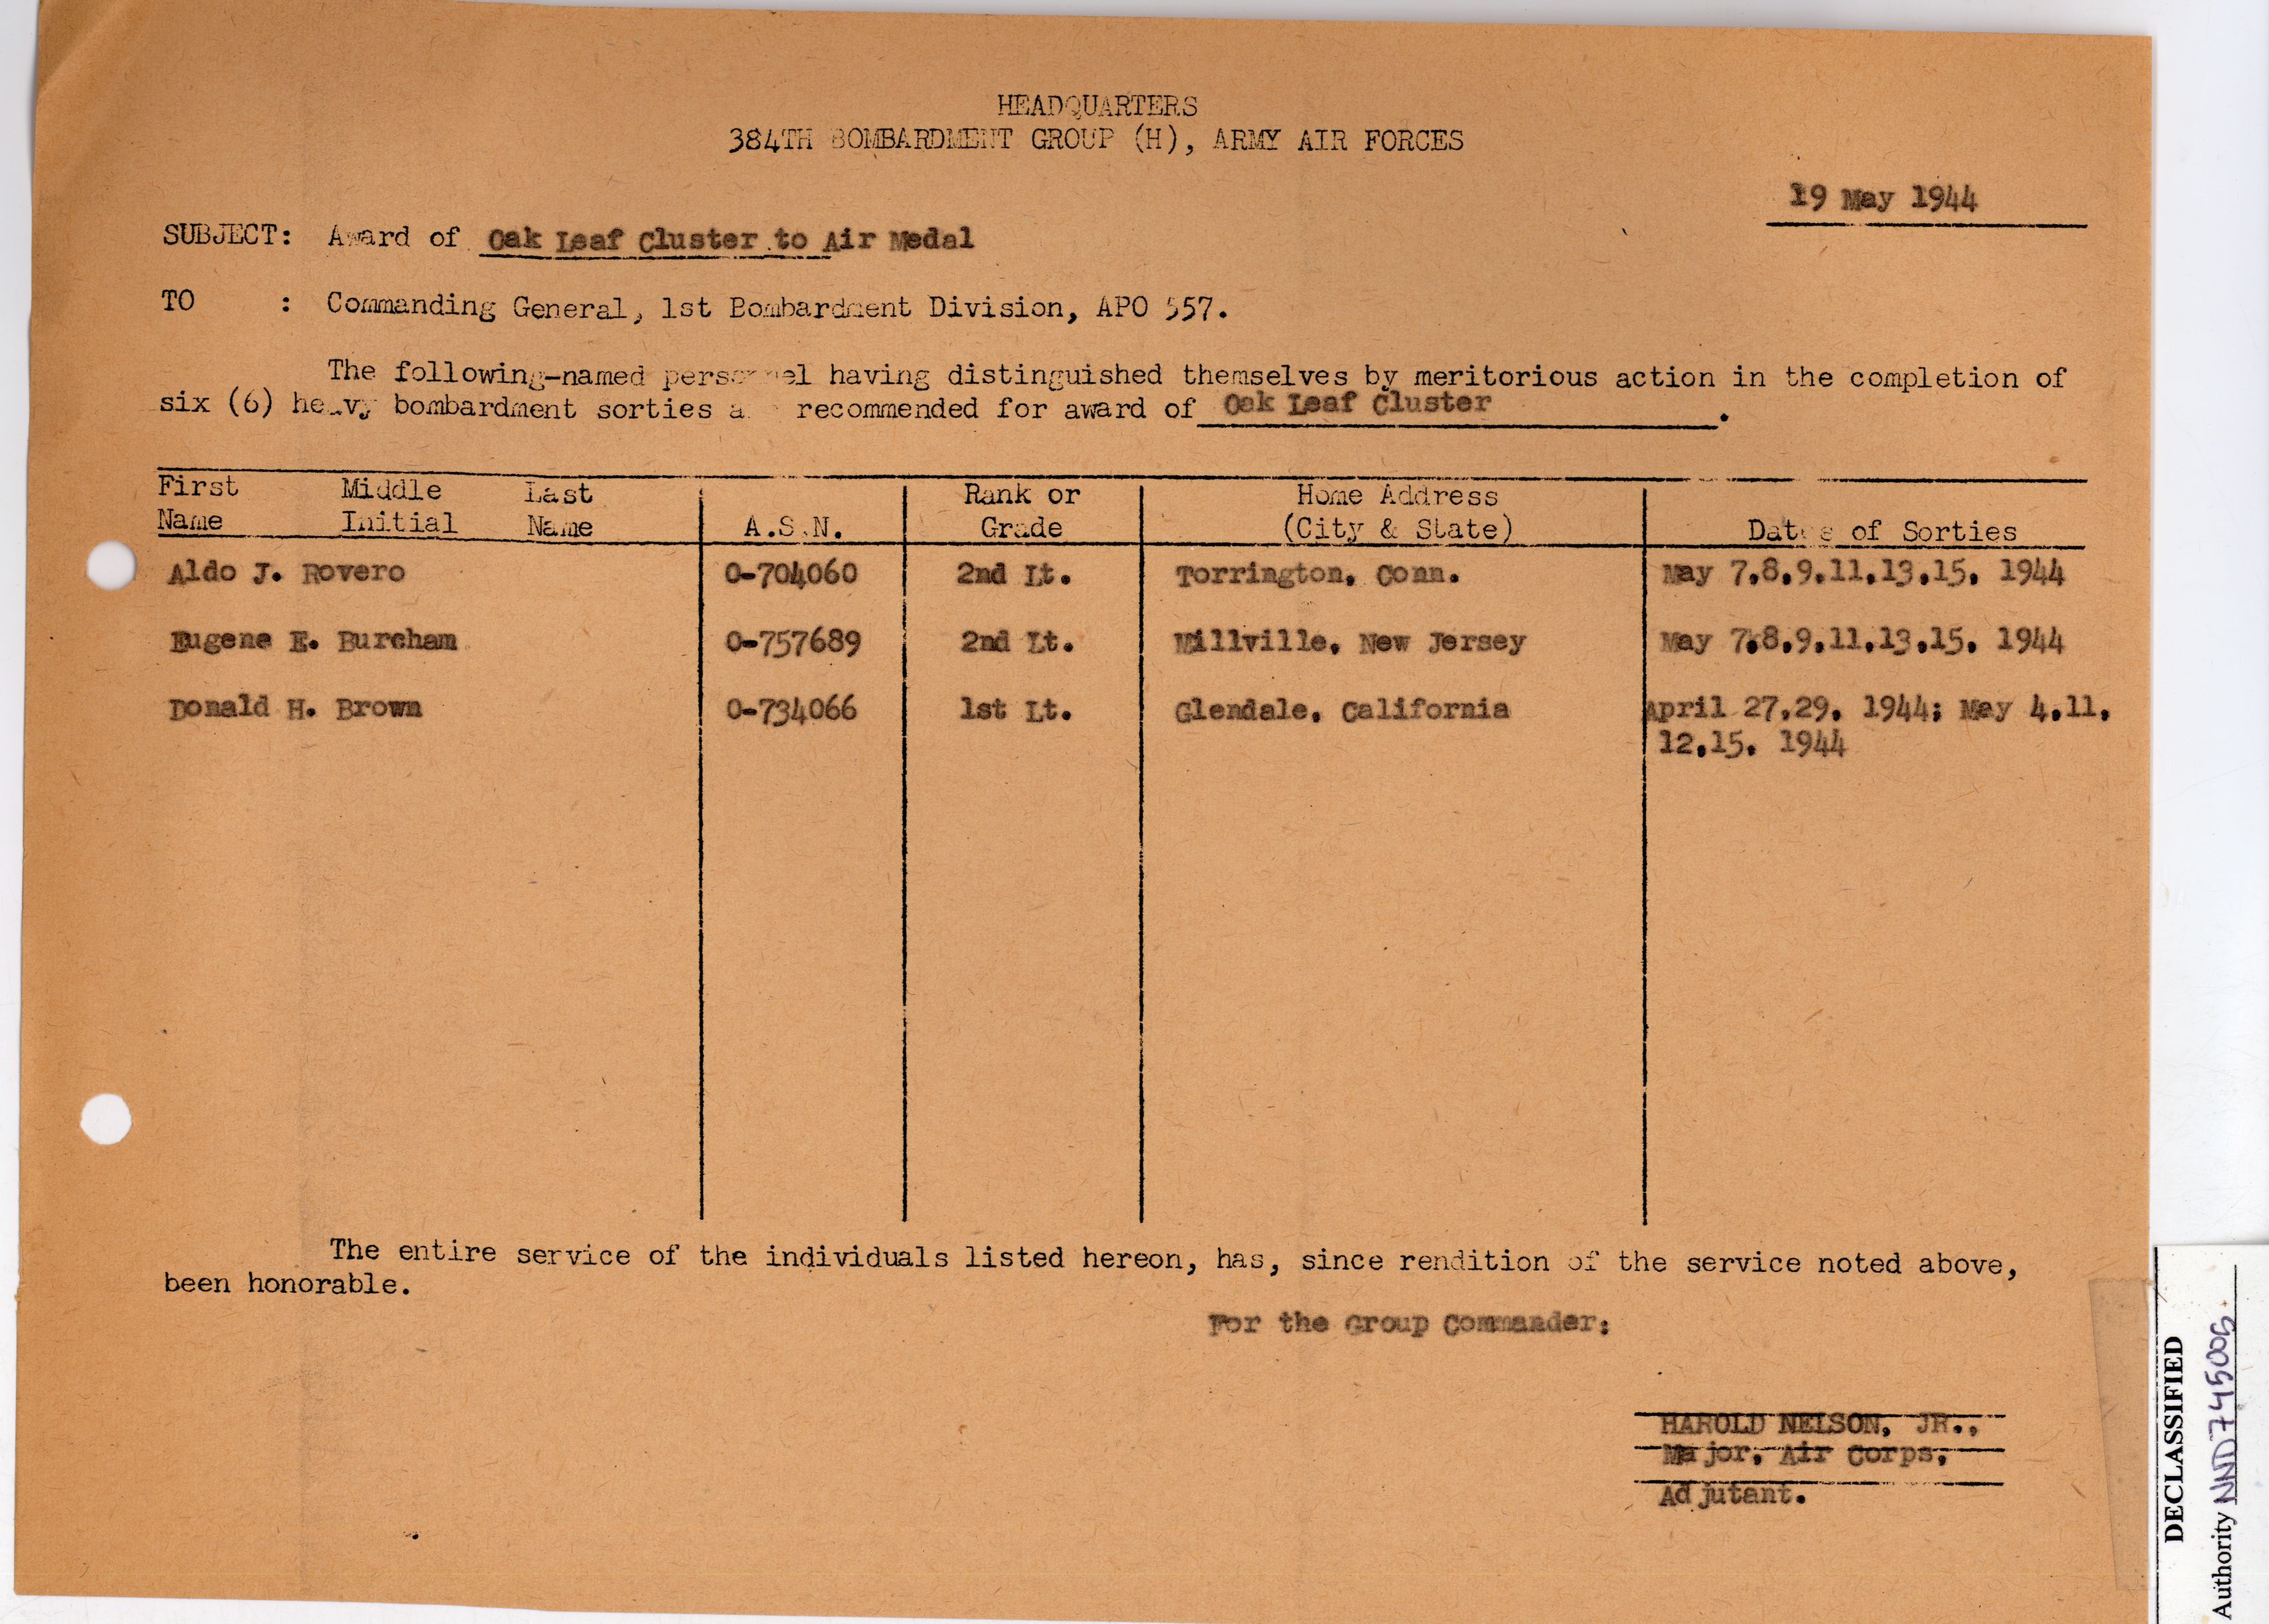 HEADQUARTERS
384TH BOMBARDMENT GROUP (H), ARMY AIR FORCES
19 May 1944
SUBJECT: Award of Oak Leaf Cluster to Air Medal
TO : Commanding General, 1st Bombardment Division, APO 557.
The following-named personnel having distinguished themselves by meritorious action in the completion of
six (6) heavy bombardment sorties a recommended for award of Oak Leaf Cluster .
First Middle Last Rank or Home Address
Name Initial Name A.S.N. Grade (City & State) Dates of Sorties
Aldo J. Rovero 0-704060 2nd Lt. Torrington, Conn. May 7,8,9,11,13,15, 1944
Eugene E. Burcham 0-757689 2nd Lt. Millville, New Jersey May 7,8,9,11,13,15, 1944
Donald H. Brown 0-734066 1st Lt. Glendale, California April 27,29, 1944; May 4,11,
12,15, 1944
The entire service of the individuals listed hereon, has, since rendition of the service noted above,
been honorable.
For the Group Commander:
HAROLD NELSON, JR.,
Major, Air Corps,
Adjutant.
DECLASSIFIED
Authority NND745005